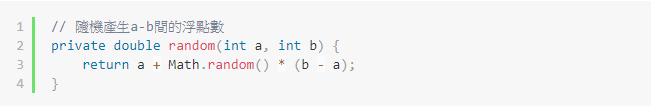 1 // 隨機產生a-b間的浮點數
2 private double random(int a, int b) {
3     return a + Math.random() * (b - a);
4 }